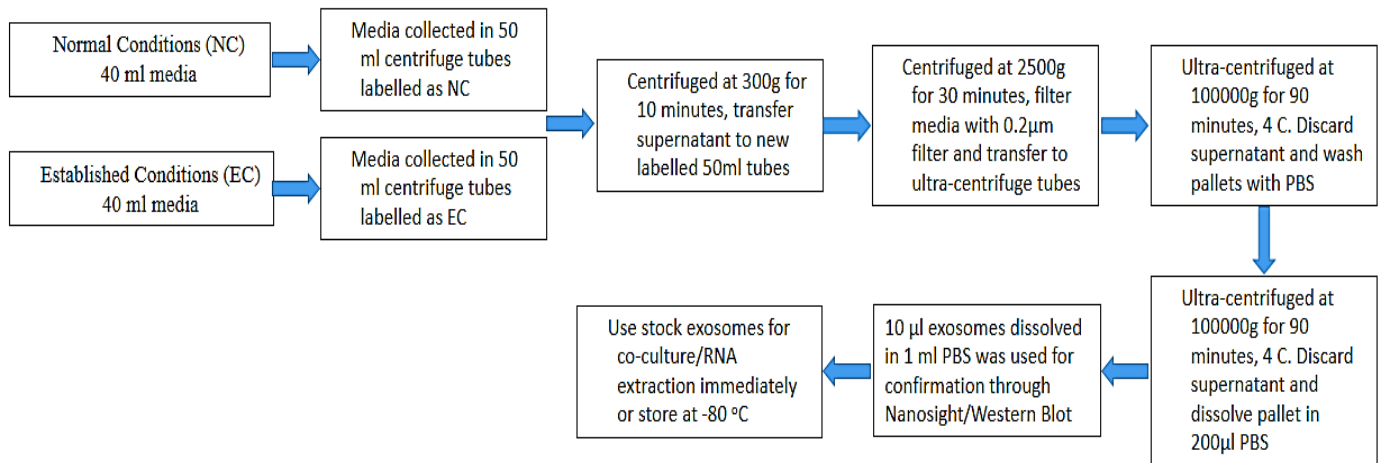 Normal Conditions (NC)
40 ml media
Media collected in 50
ml centrifuge tubes
labelled as NC
Established Conditions (EC)
40 ml media
Media collected in 50
ml centrifuge tubes
labelled as EC
Centrifuged at 300g for
10 minutes, transfer
supernatant to new
labelled 50ml tubes
Centrifuged at 2500g
for 30 minutes, filter
media with 0.2µm
filter and transfer to
ultra-centrifuge tubes
Ultra-centrifuged at
100000g for 90
minutes, 4 C. Discard
supernatant and wash
pallets with PBS
Ultra-centrifuged at
100000g for 90
minutes, 4 C. Discard
supernatant and
dissolve pallet in
200µl PBS
10 µl exosomes dissolved
in 1 ml PBS was used for
confirmation through
Nanosight/Western Blot
Use stock exosomes for
co-culture/RNA
extraction immediately
or store at -80 ºC